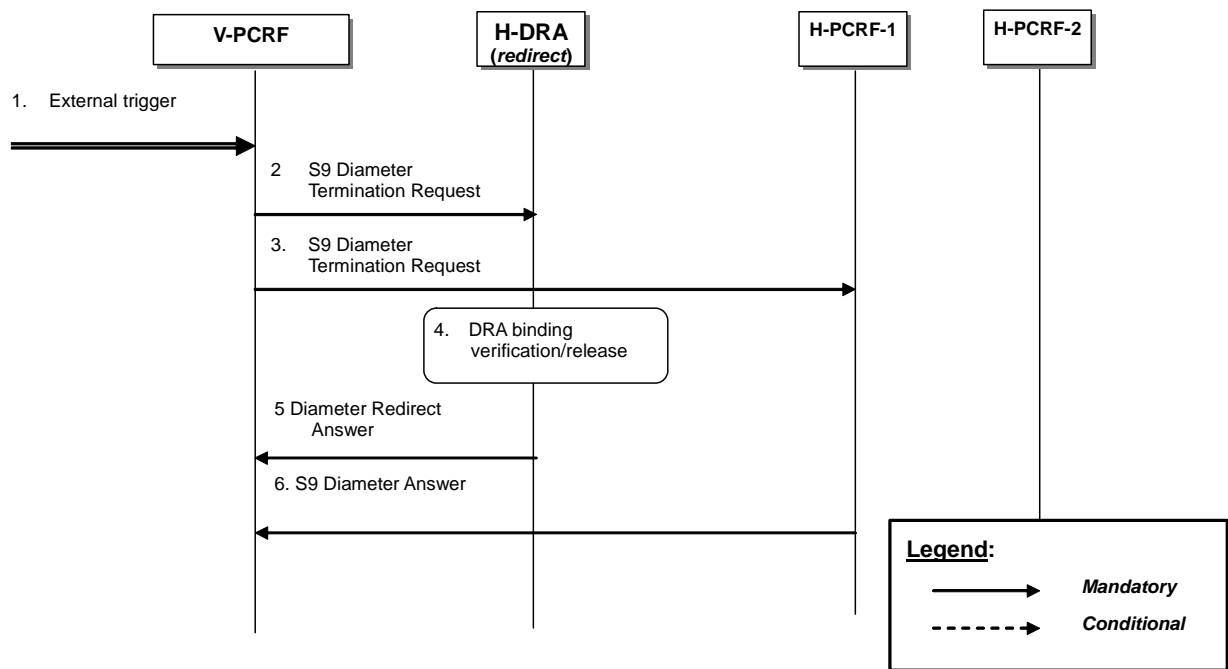 V-PCRF
H-DRA
(redirect)
H-PCRF-1
H-PCRF-2
1. External trigger
2 S9 Diameter
Termination Request
3. S9 Diameter
Termination Request
4. DRA binding
verification/release
5 Diameter Redirect
Answer
6. S9 Diameter Answer
Legend:
Mandatory
Conditional